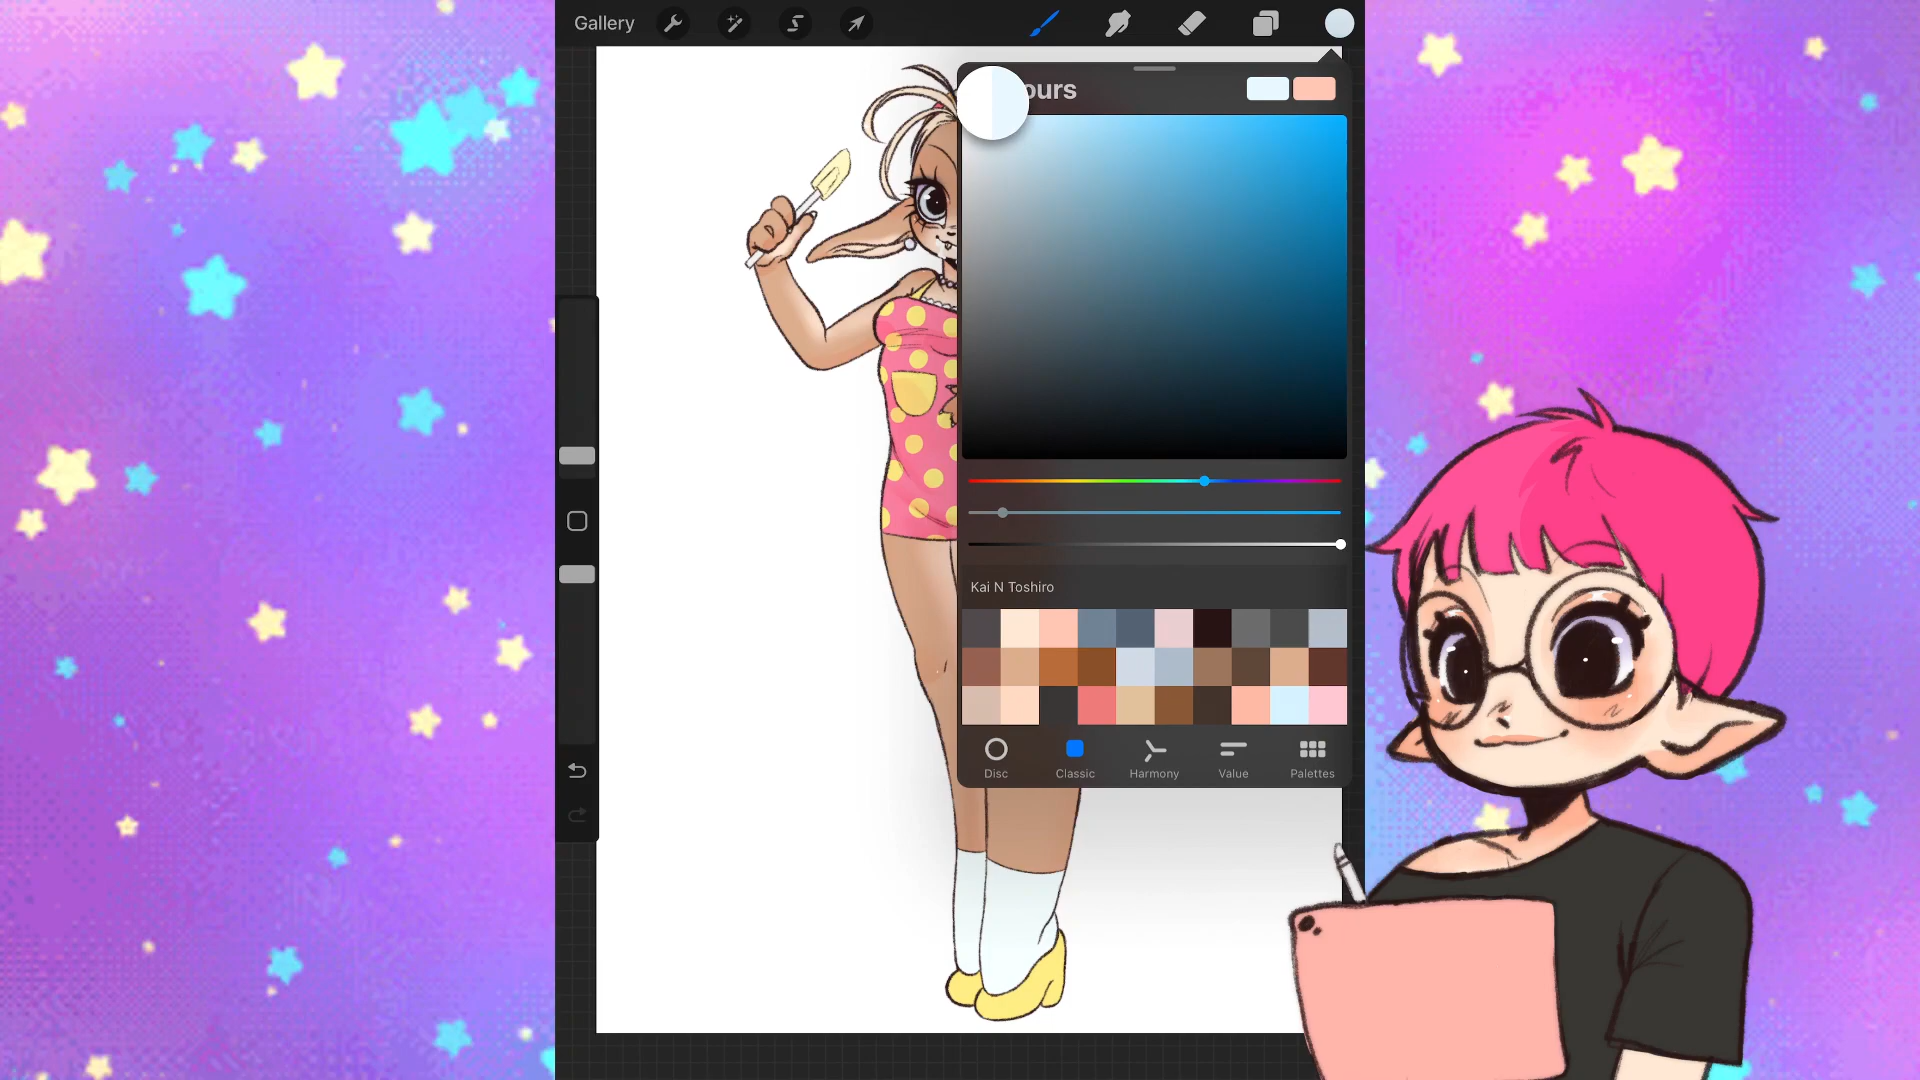 Gallery
ours
Kai N Toshiro
Disc
Classic
Harmony
Value
Palettes